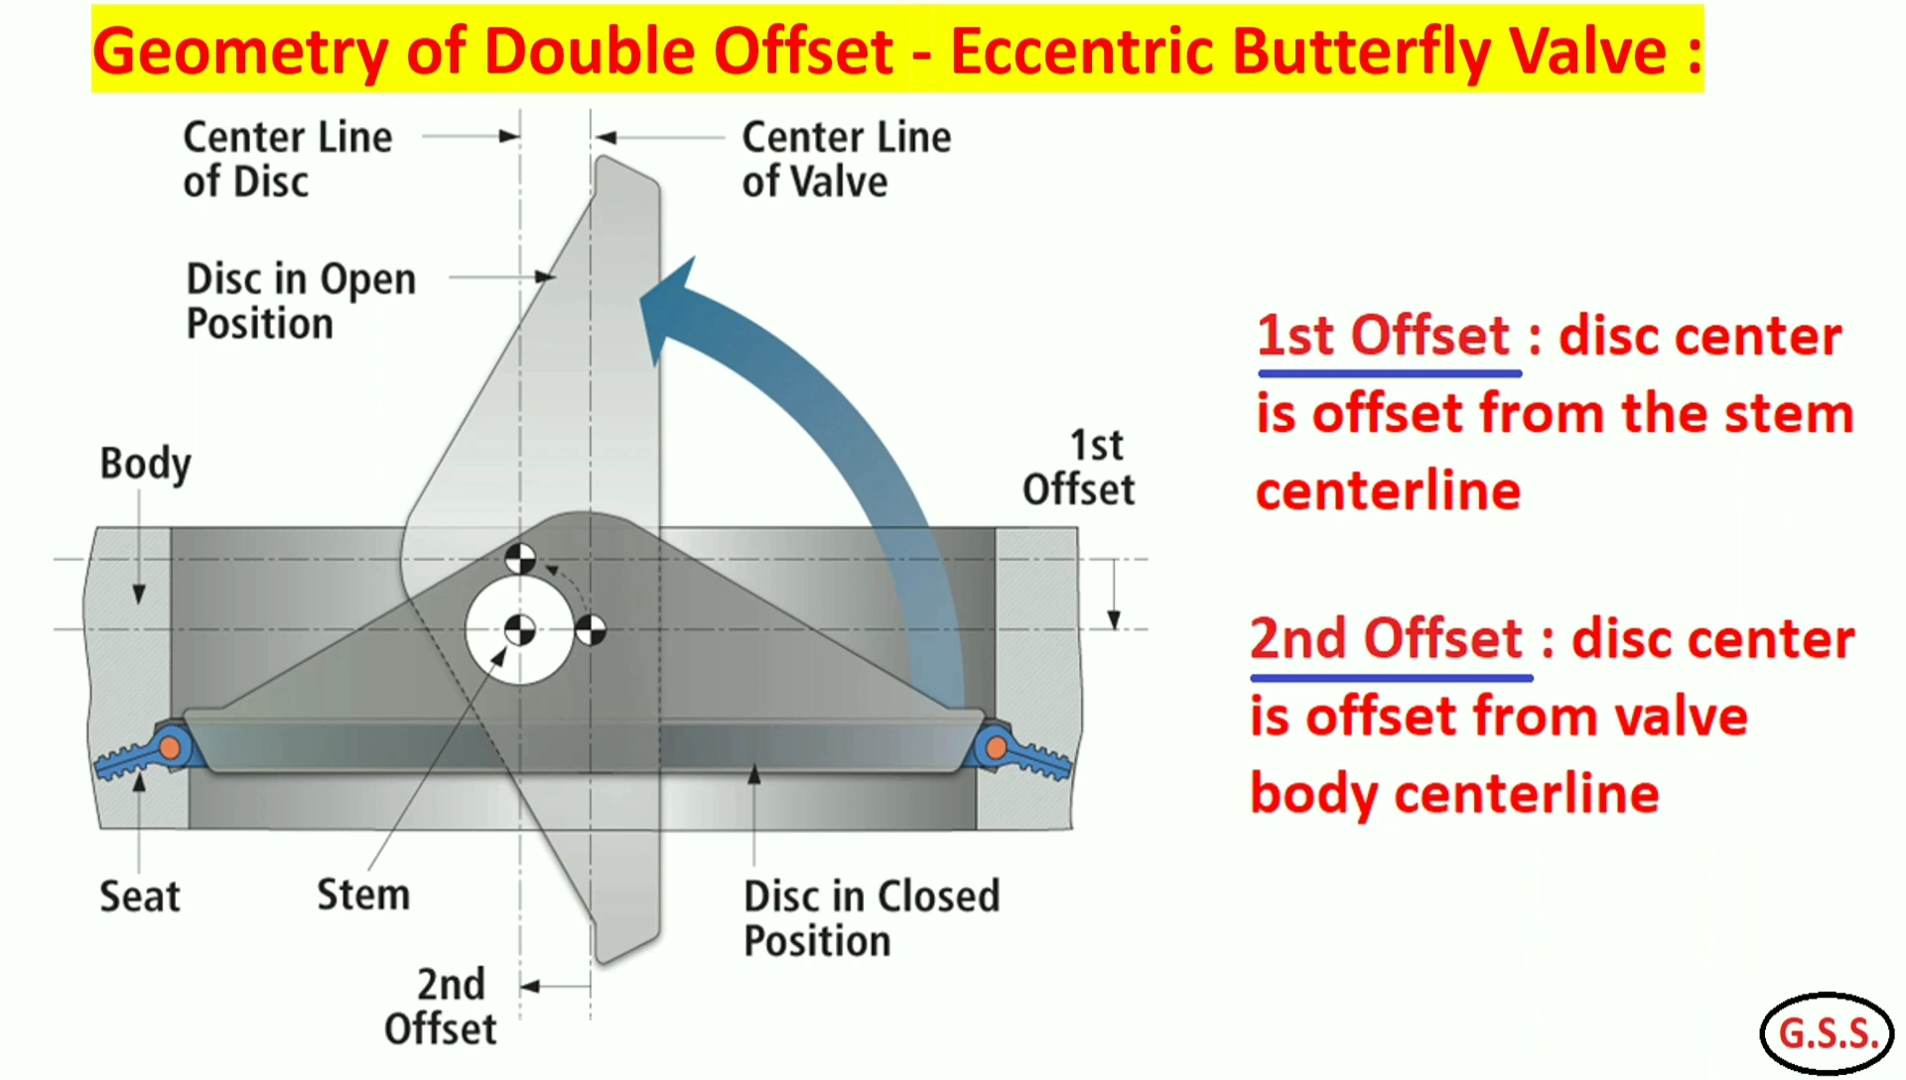 Geometry of Double Offset - Eccentric Butterfly Valve :
Center Line
of Disc
Center Line
of Valve
Disc in Open
Position
Body
1st
Offset
Seat
Stem
Disc in Closed
Position
2nd
Offset
1st Offset : disc center
is offset from the stem
centerline
2nd Offset : disc center
is offset from valve
body centerline
G.S.S.